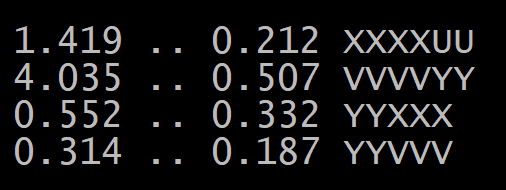 1.419 .. 0.212 XXXXUU
4.035 .. 0.507 VVVVYY
0.552 .. 0.332 YYXXX
0.314 .. 0.187 YYVVV